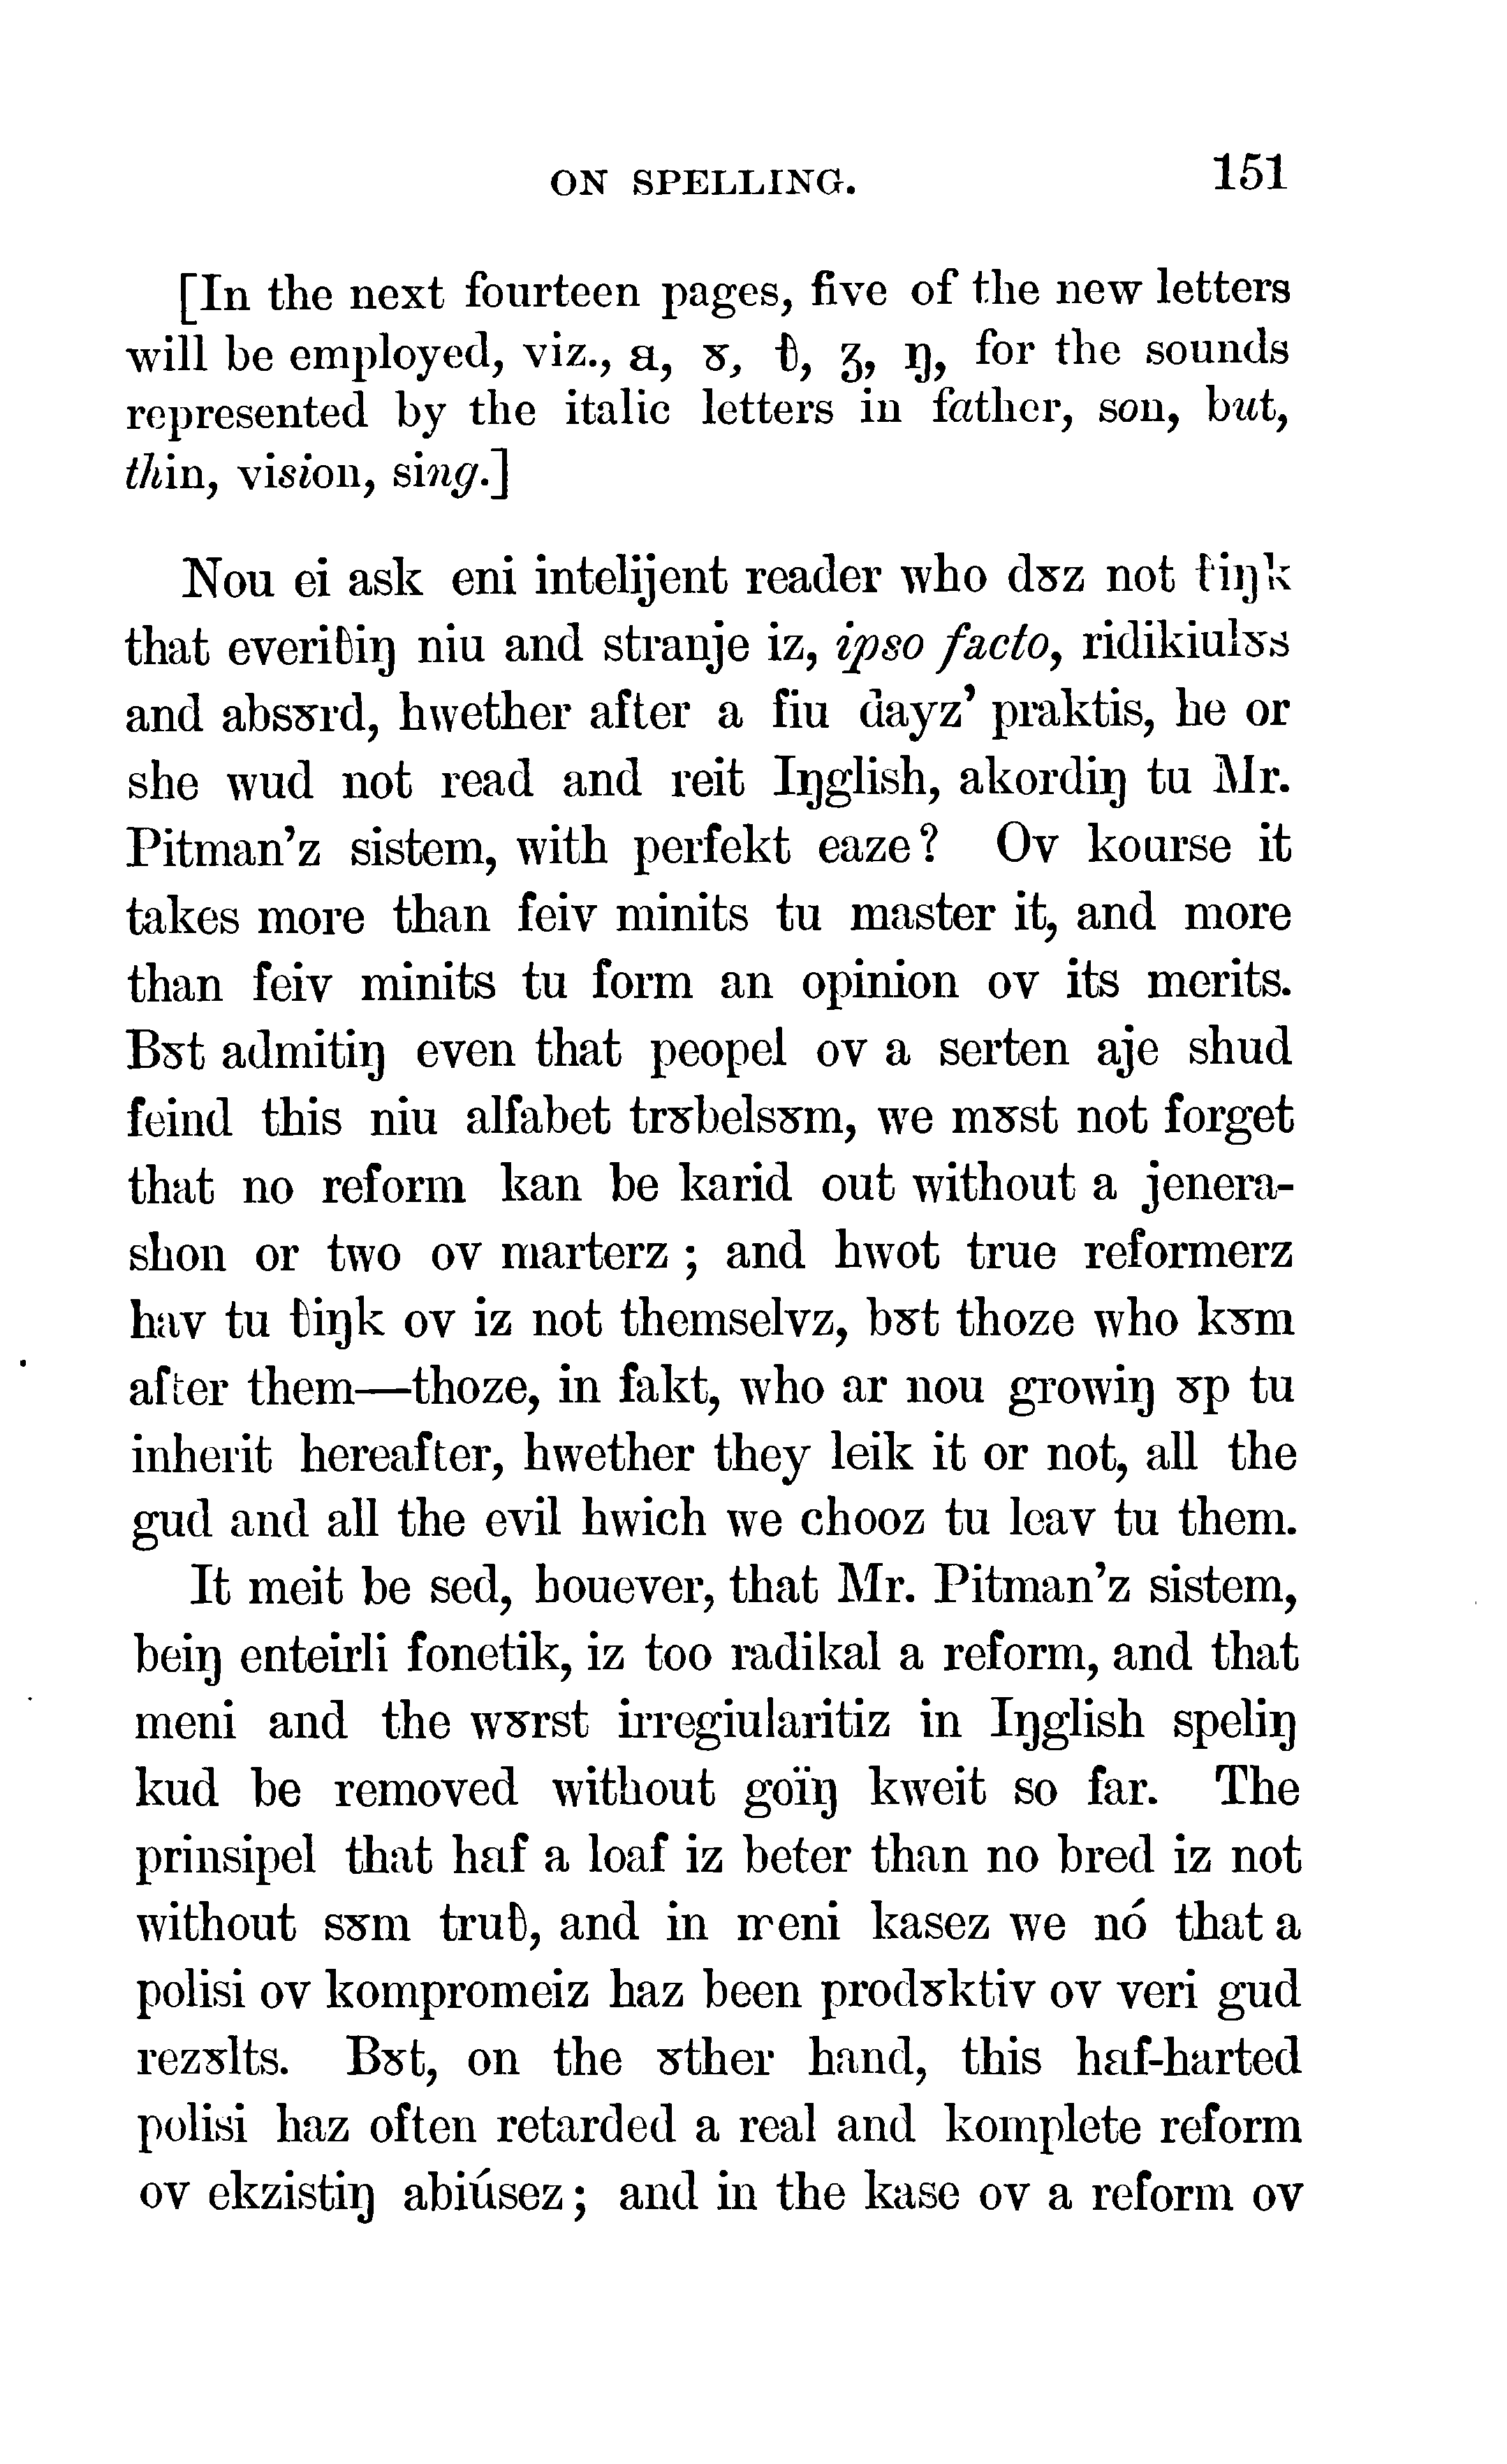 ON SPELLING. 151
[In the next fourteen pages, five of the new letters
will be employed, viz., a, ɤ, ŧ, ʒ, ŋ, for the sounds
represented by the italic letters in father, son, but,
thin, vision, sing.]
Nou ei ask eni intelijent reader who dɤz not ŧiŋk
that everiŧiŋ niu and stranje iz, ipso facto, ridikiulɤs
and absɤrd, hwether after a fiu dayz’ praktis, he or
she wud not read and reit Iŋglish, akordiŋ tu Mr.
Pitman’z sistem, with perfekt eaze? Ov kourse it
takes more than feiv minits tu master it, and more
than feiv minits tu form an opinion ov its merits.
Bɤt admitiŋ even that peopel ov a serten aje shud
feind this niu alfabet trɤbelsɤm, we mɤst not forget
that no reform kan be karid out without a jenera-
shon or two ov marterz; and hwot true reformerz
hav tu ŧiŋk ov iz not themselvz, bɤt thoze who kɤm
after them—thoze, in fakt, who ar nou growiŋ ɤp tu
inherit hereafter, hwether they leik it or not, all the
gud and all the evil hwich we chooz tu leav tu them.
It meit be sed, houever, that Mr. Pitman’z sistem,
beiŋ enteirli fonetik, iz too radikal a reform, and that
meni and the wɤrst irregiularitiz in Iŋglish speliŋ
kud be removed without goïŋ kweit so far. The
prinsipel that haf a loaf iz beter than no bred iz not
without sɤm truŧ, and in meni kasez we nó that a
polisi ov kompromeiz haz been prodɤktiv ov veri gud
rezɤlts. Bɤt, on the ɤther hand, this haf-harted
polisi haz often retarded a real and komplete reform
ov ekzistiŋ abiúsez; and in the kase ov a reform ov